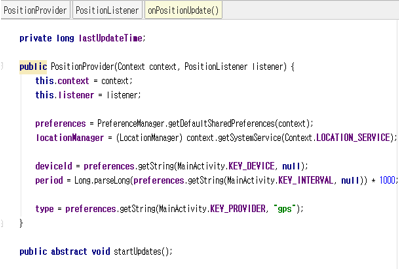 PositionProvider PositionListener onPositionUpdate()
private long lastUpdateTime;
public PositionProvider(Context context, PositionListener listener) {
this.context = context;
this.listener = listener;
preferences = PreferenceManager.getDefaultSharedPreferences(context);
locationManager = (LocationManager) context.getSystemService(Context.LOCATION_SERVICE);
deviceId = preferences.getString(MainActivity.KEY_DEVICE, null);
period = Long.parseLong(preferences.getString(MainActivity.KEY_INTERVAL, null)) * 1000;
type = preferences.getString(MainActivity.KEY_PROVIDER, "gps");
}
public abstract void startUpdates();